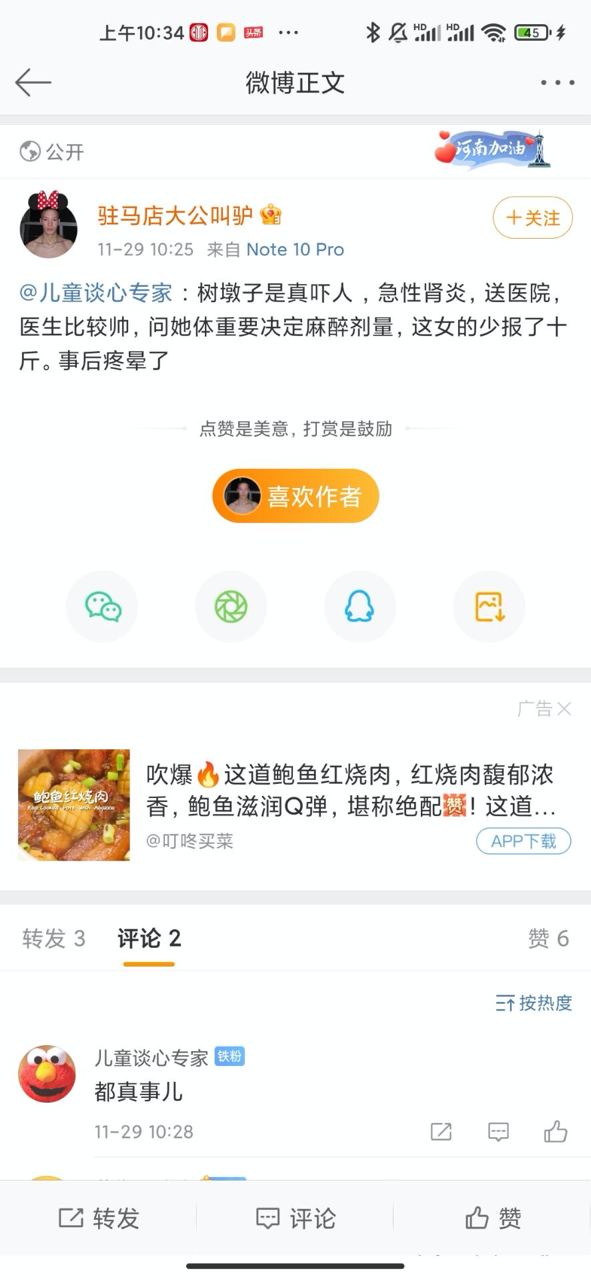 上午10:34
头条
HD
HD
45
微博正文
公开
河南加油
驻马店大公叫驴
11-29 10:25 来自 Note 10 Pro
+关注
@儿童谈心专家：树墩子是真吓人，急性肾炎，送医院，
医生比较帅，问她体重要决定麻醉剂量，这女的少报了十
斤。事后疼晕了
点赞是美意，打赏是鼓励
喜欢作者
广告
鲍鱼红烧肉
吹爆🔥这道鲍鱼红烧肉，红烧肉馥郁浓
香，鲍鱼滋润Q弹，堪称绝配赞！这道...
@叮咚买菜
APP下载
转发 3
评论 2
赞 6
按热度
儿童谈心专家 铁粉
都真事儿
11-29 10:28
转发
评论
赞